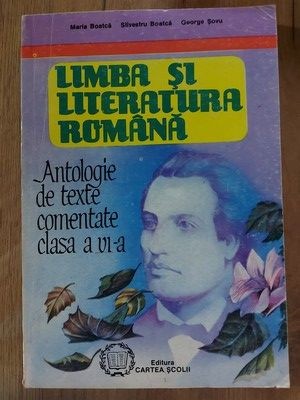 Maria Boatcă Silvestru Boatcă George Șovu
LIMBA ȘI
LITERATURA
ROMÂNĂ
Antologie
de texte
comentate
clasa a VI-a
Editura
CARTEA ȘCOLII